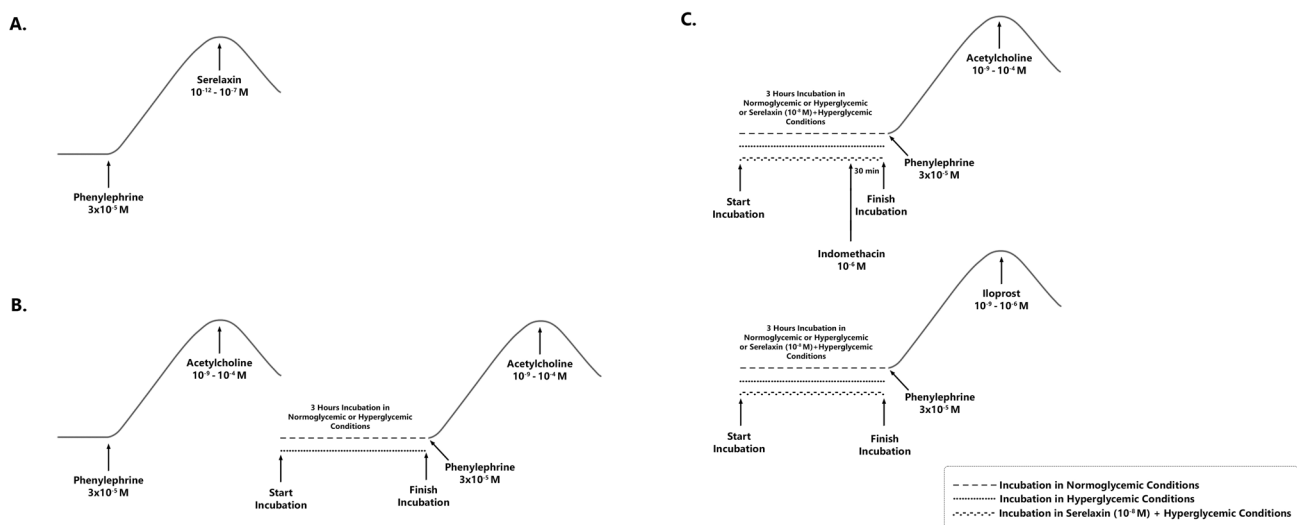 A.
Serelaxin
10⁻¹² - 10⁻⁷ M
Phenylephrine
3x10⁻⁵ M
B.
Acetylcholine
10⁻⁹ - 10⁻⁴ M
Phenylephrine
3x10⁻⁵ M
3 Hours Incubation in
Normoglycemic or Hyperglycemic
Conditions
Start
Incubation
Finish
Incubation
Phenylephrine
3x10⁻⁵ M
Acetylcholine
10⁻⁹ - 10⁻⁴ M
C.
Acetylcholine
10⁻⁹ - 10⁻⁴ M
3 Hours Incubation in
Normoglycemic or Hyperglycemic
or Serelaxin (10⁻⁸ M)+Hyperglycemic
Conditions
Phenylephrine
3x10⁻⁵ M
30 min
Start
Incubation
Finish
Incubation
Indomethacin
10⁻⁶ M
Iloprost
10⁻⁹ - 10⁻⁶ M
3 Hours Incubation in
Normoglycemic or Hyperglycemic
or Serelaxin (10⁻⁸ M)+Hyperglycemic
Conditions
Phenylephrine
3x10⁻⁵ M
Start
Incubation
Finish
Incubation
Incubation in Normoglycemic Conditions
Incubation in Hyperglycemic Conditions
Incubation in Serelaxin (10⁻⁸ M) + Hyperglycemic Conditions